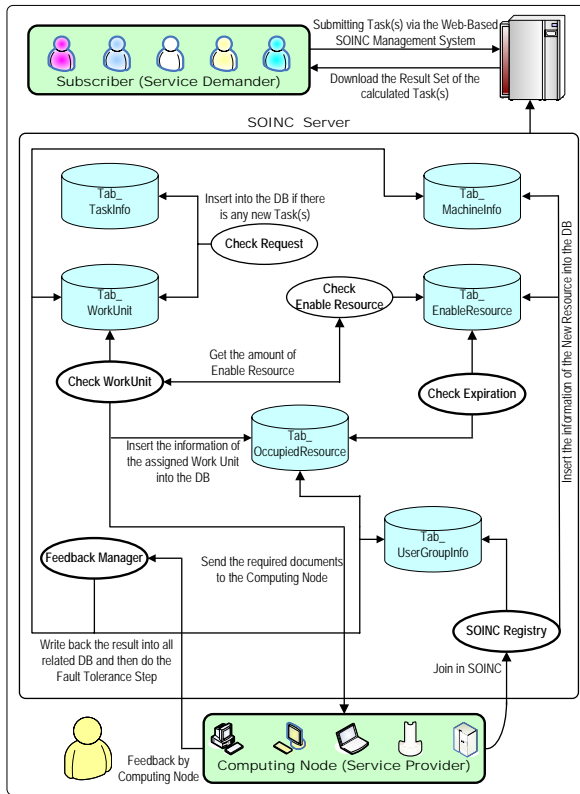 Submitting Task(s) via the Web-Based
SOINC Management System
Subscriber (Service Demander)
Download the Result Set of the
calculated Task(s)
SOINC Server
Tab_
TaskInfo
Insert into the DB if there
is any new Task(s)
Check Request
Tab_
MachineInfo
Tab_
WorkUnit
Check
Enable Resource
Tab_
EnableResource
Insert the information of the New Resource into the DB
Get the amount of
Enable Resource
Check WorkUnit
Check Expiration
Insert the information of
the assigned Work Unit
into the DB
Tab_
OccupiedResource
Feedback Manager
Send the required documents
to the Computing Node
Tab_
UserGroupInfo
Write back the result into all
related DB and then do the
Fault Tolerance Step
SOINC Registry
Join in SOINC
Feedback by
Computing Node
Computing Node (Service Provider)